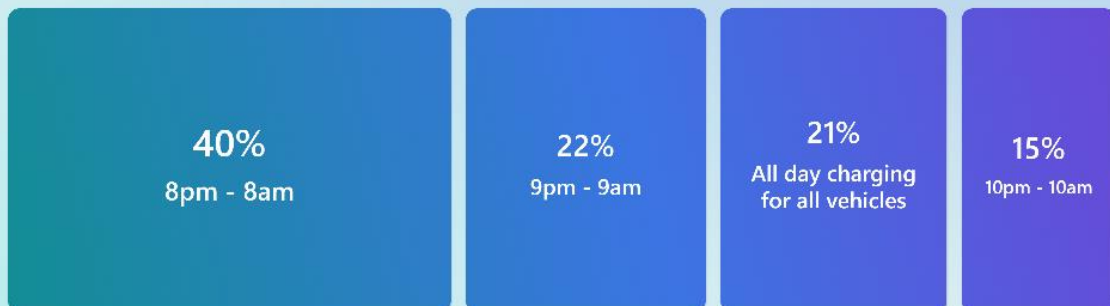 40%
8pm - 8am
22%
9pm - 9am
21%
All day charging
for all vehicles
15%
10pm - 10am